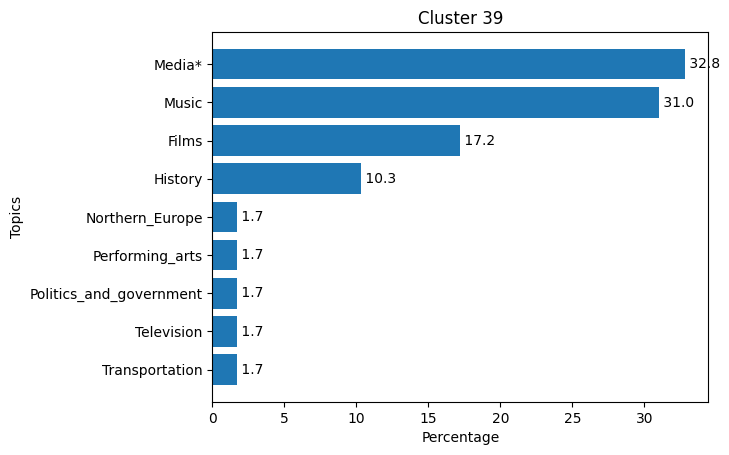 Cluster 39
Topics
Media* 32.8
Music 31.0
Films 17.2
History 10.3
Northern_Europe 1.7
Performing_arts 1.7
Politics_and_government 1.7
Television 1.7
Transportation 1.7
0 5 10 15 20 25 30
Percentage